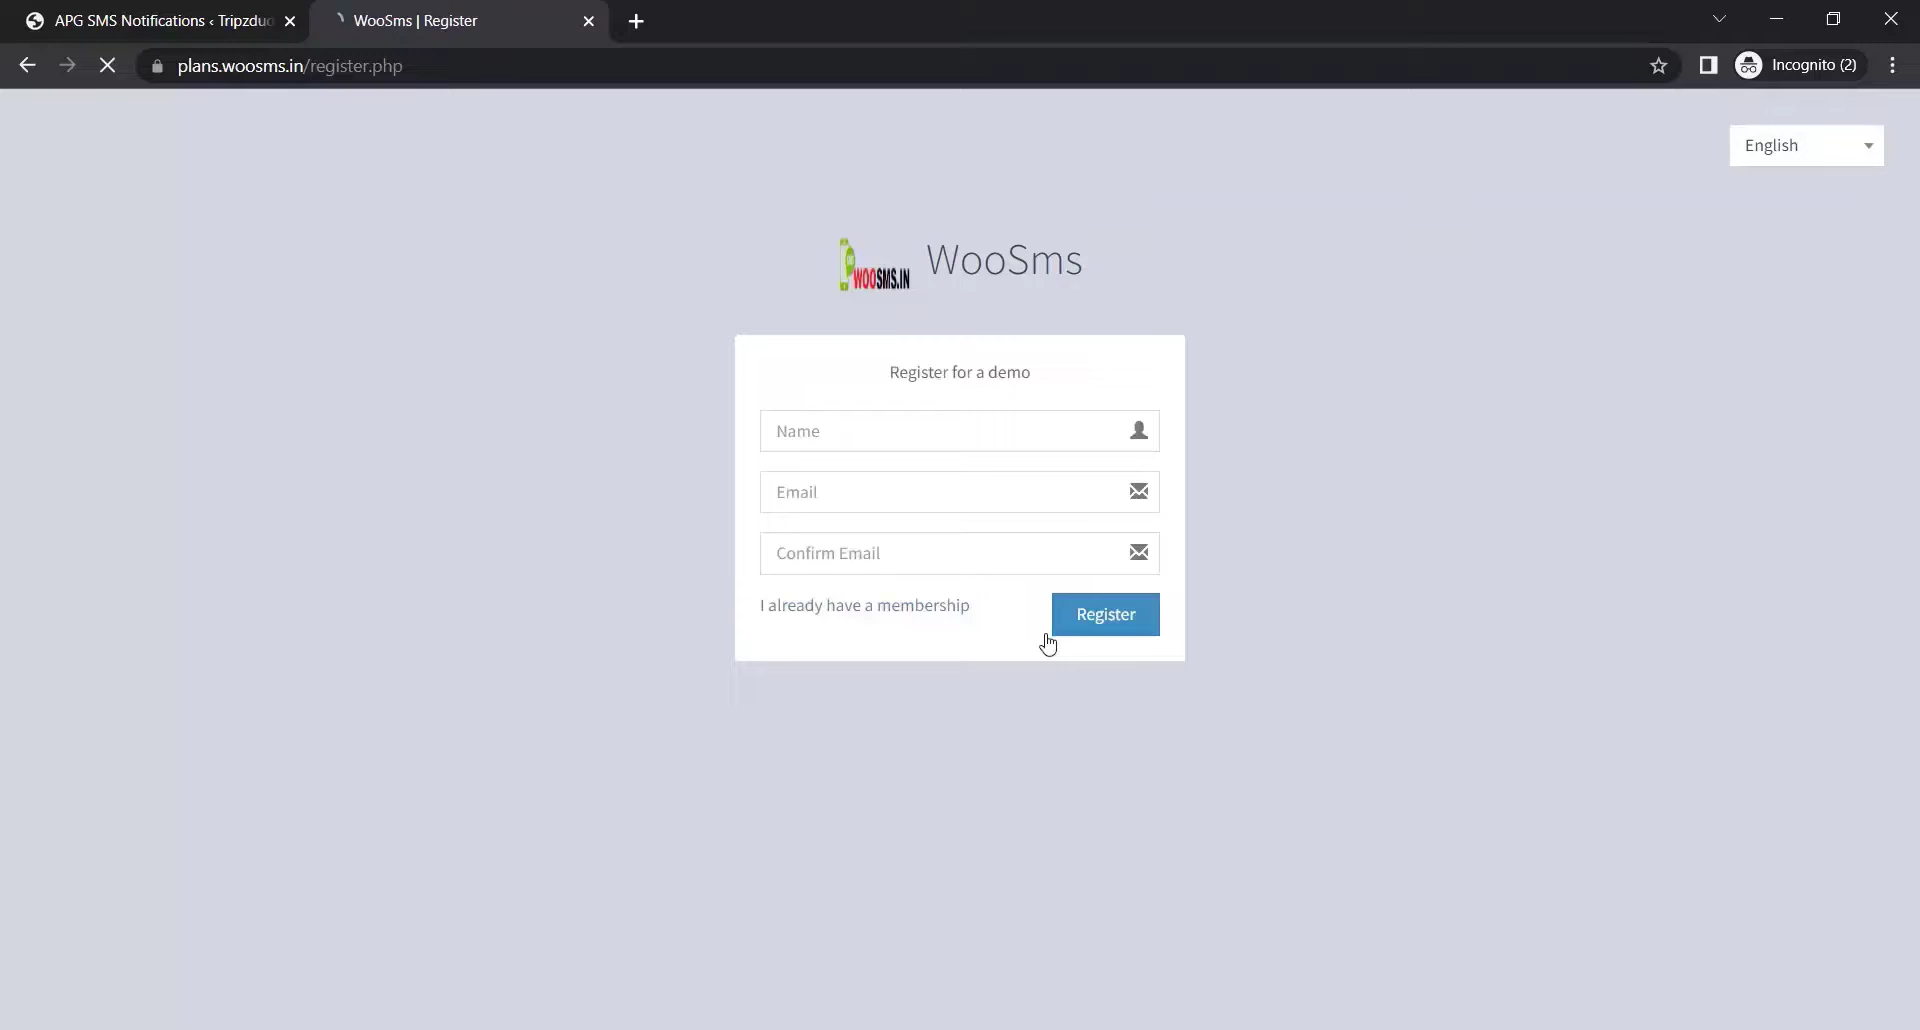 APG SMS Notifications ‹ Tripzduo
WooSms | Register
plans.woosms.in/register.php
Incognito (2)
English
WOOSMS.IN
WooSms
Register for a demo
Name
Email
Confirm Email
I already have a membership
Register